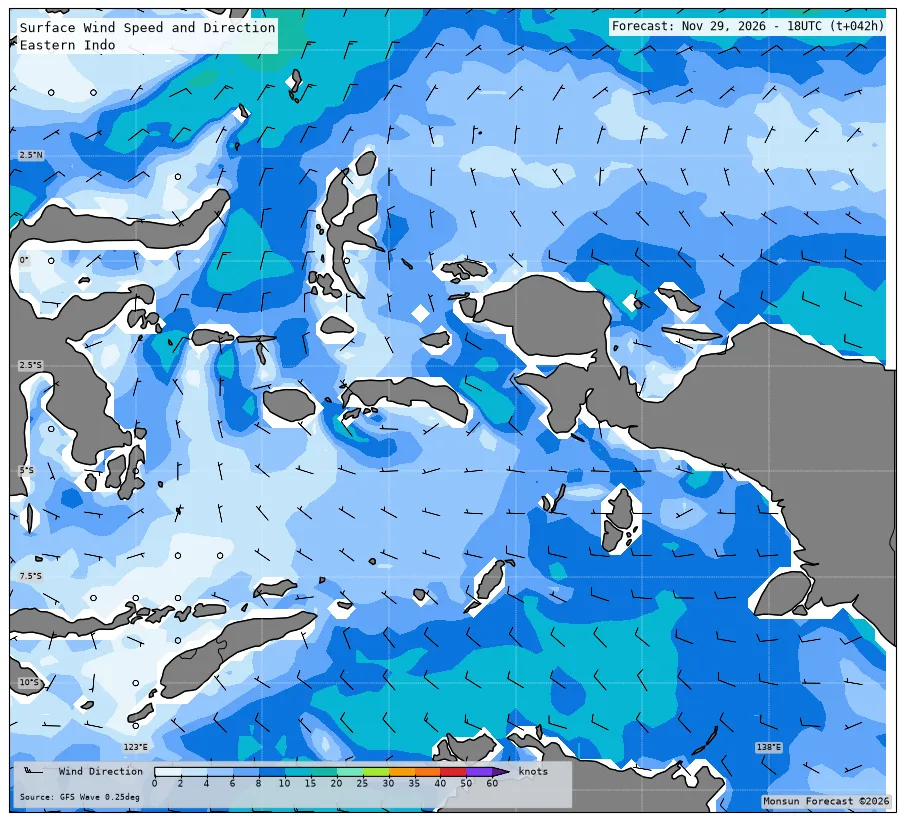 Surface Wind Speed and Direction
Eastern Indo
Forecast: Nov 29, 2026 - 18UTC (t+042h)
2.5°N
0°
2.5°S
5°S
7.5°S
10°S
123°E
138°E
Wind Direction
0 2 4 6 8 10 15 20 25 30 35 40 50 60
knots
Source: GFS Wave 0.25deg
Monsun Forecast ©2026